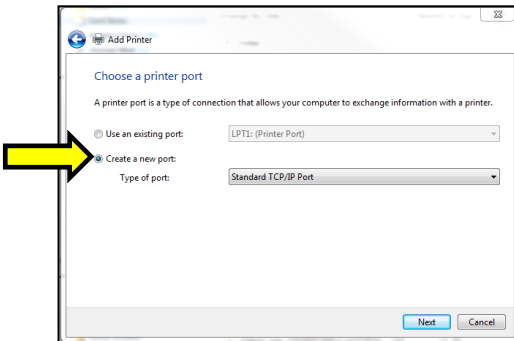 Add Printer
Choose a printer port
A printer port is a type of connection that allows your computer to exchange information with a printer.
Use an existing port: LPT1: (Printer Port)
Create a new port:
Type of port: Standard TCP/IP Port
Next Cancel